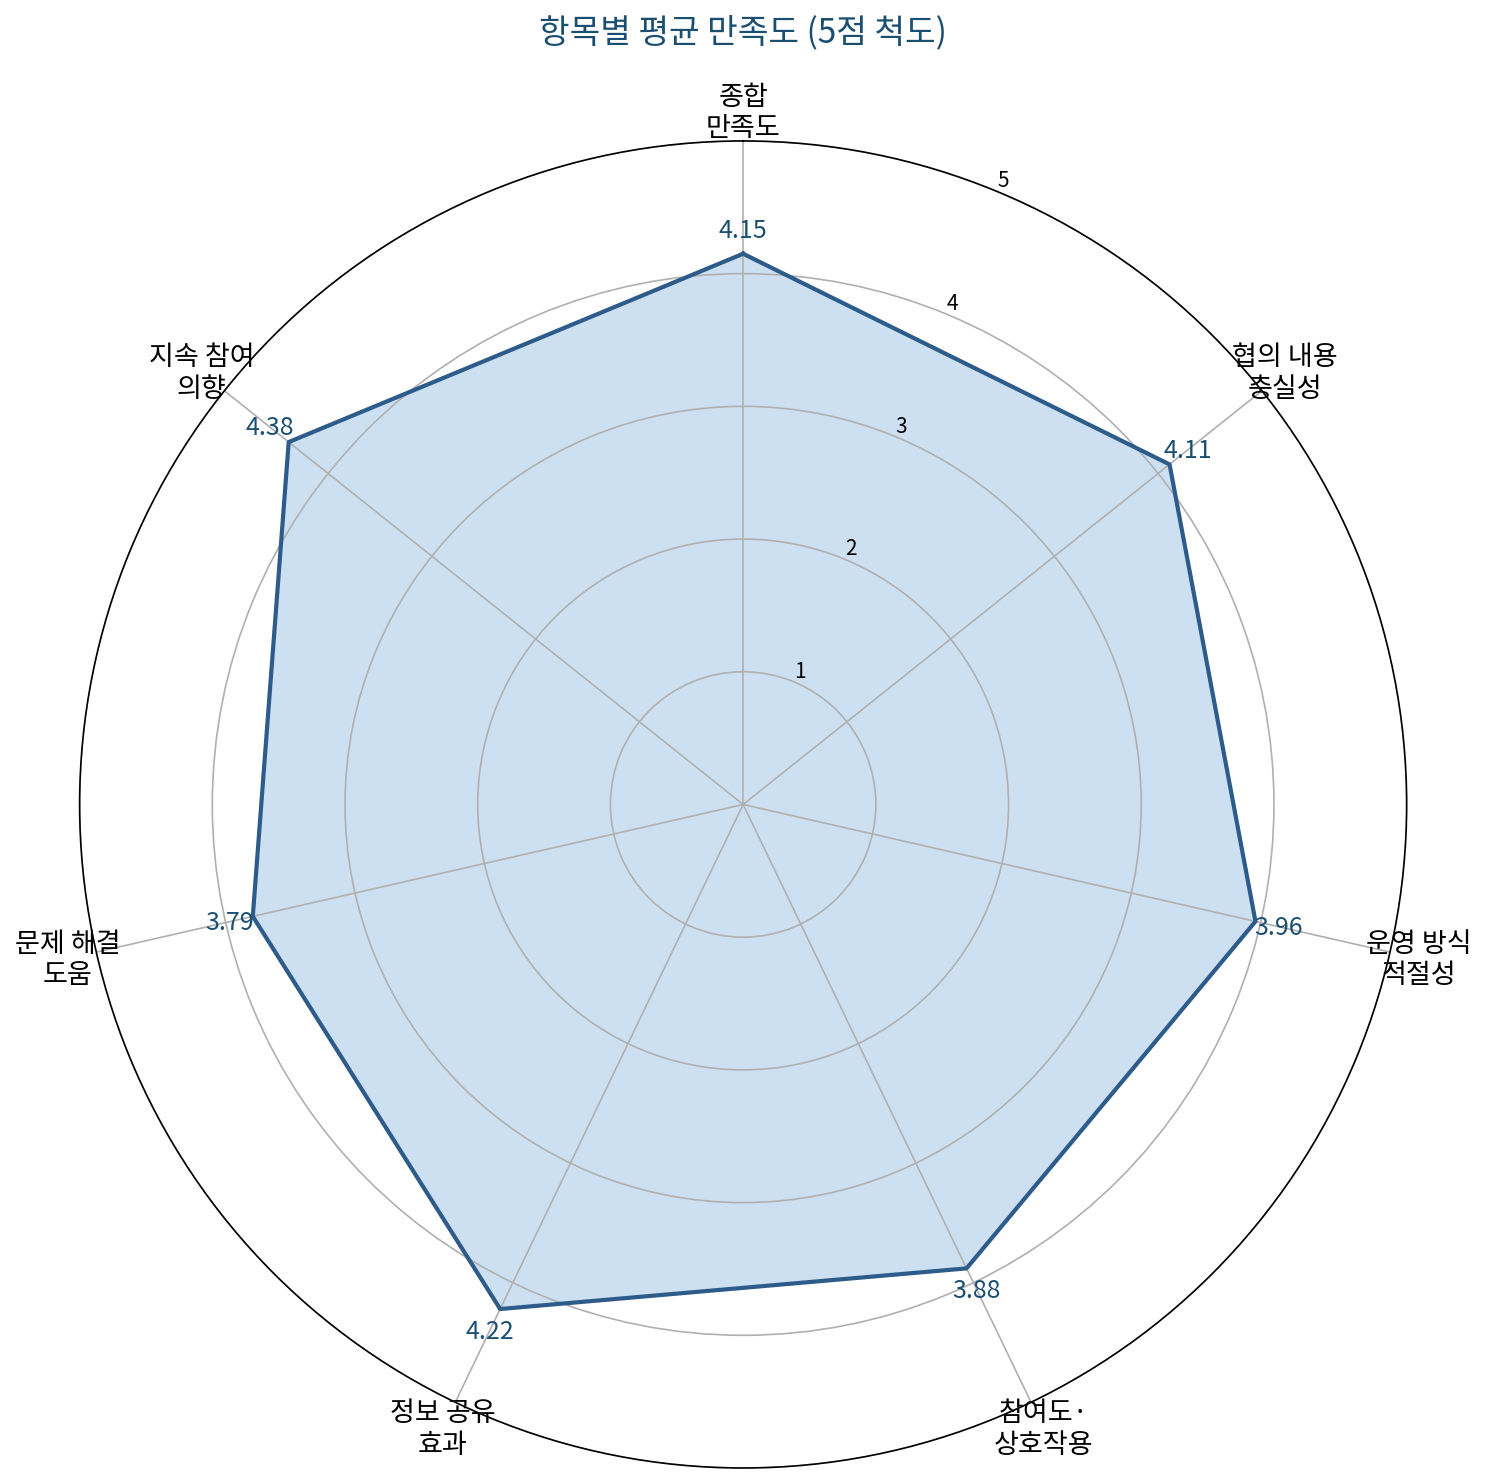 항목별 평균 만족도 (5점 척도)
종합
만족도
5
4.15
4
지속 참여
의향
협의 내용
충실성
4.38
3
4.11
2
1
3.79
3.96
문제 해결
도움
운영 방식
적절성
3.88
4.22
정보 공유
효과
참여도·
상호작용